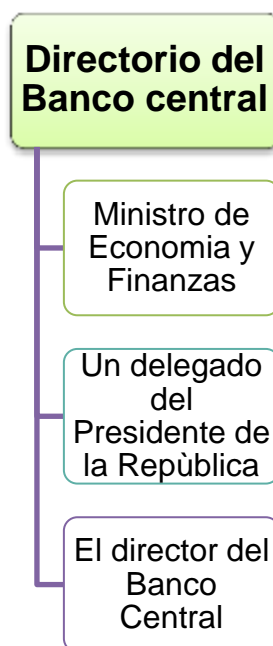 Directorio del
Banco central
Ministro de
Economia y
Finanzas
Un delegado
del
Presidente de
la Repùblica
El director del
Banco
Central